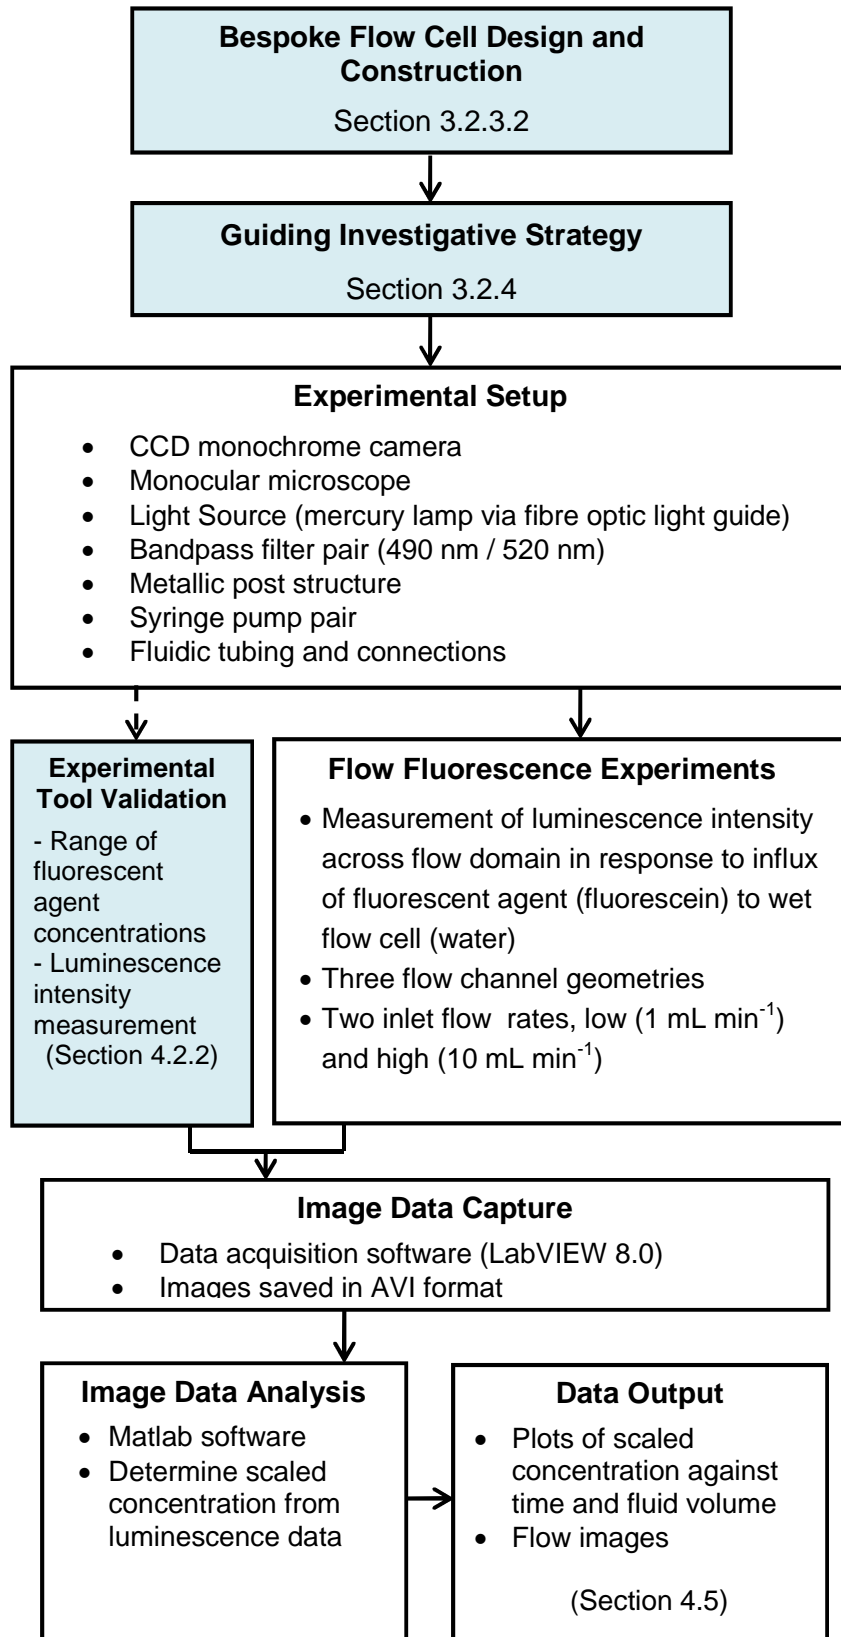 Bespoke Flow Cell Design and
Construction
Section 3.2.3.2
Guiding Investigative Strategy
Section 3.2.4
Experimental Setup
• CCD monochrome camera
• Monocular microscope
• Light Source (mercury lamp via fibre optic light guide)
• Bandpass filter pair (490 nm / 520 nm)
• Metallic post structure
• Syringe pump pair
• Fluidic tubing and connections
Experimental
Tool Validation
- Range of
fluorescent
agent
concentrations
- Luminescence
intensity
measurement
(Section 4.2.2)
Flow Fluorescence Experiments
• Measurement of luminescence intensity
across flow domain in response to influx
of fluorescent agent (fluorescein) to wet
flow cell (water)
• Three flow channel geometries
• Two inlet flow rates, low (1 mL min⁻¹)
and high (10 mL min⁻¹)
Image Data Capture
• Data acquisition software (LabVIEW 8.0)
• Images saved in AVI format
Image Data Analysis
• Matlab software
• Determine scaled
concentration from
luminescence data
Data Output
• Plots of scaled
concentration against
time and fluid volume
• Flow images
(Section 4.5)